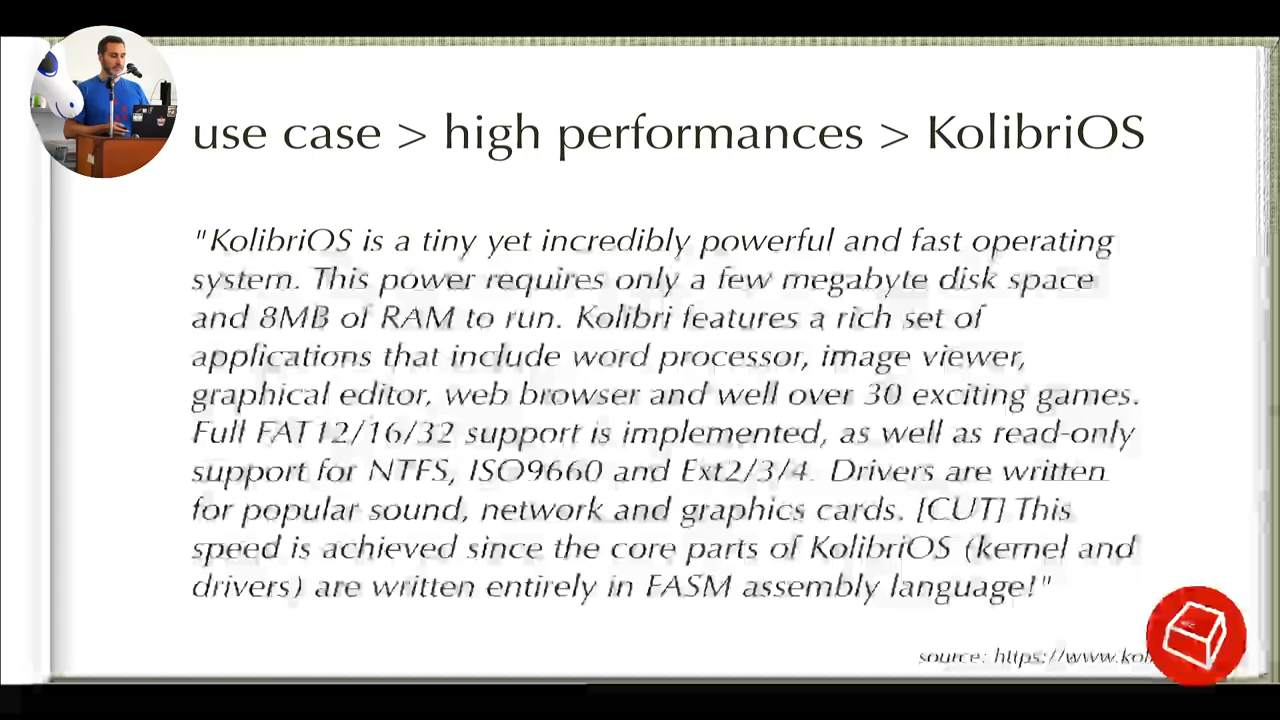 use case > high performances > KolibriOS
"KolibriOS is a tiny yet incredibly powerful and fast operating
system. This power requires only a few megabyte disk space
and 8MB of RAM to run. Kolibri features a rich set of
applications that include word processor, image viewer,
graphical editor, web browser and well over 30 exciting games.
Full FAT12/16/32 support is implemented, as well as read-only
support for NTFS, ISO9660 and Ext2/3/4. Drivers are written
for popular sound, network and graphics cards. [CUT] This
speed is achieved since the core parts of KolibriOS (kernel and
drivers) are written entirely in FASM assembly language!"
source: https://www.kol